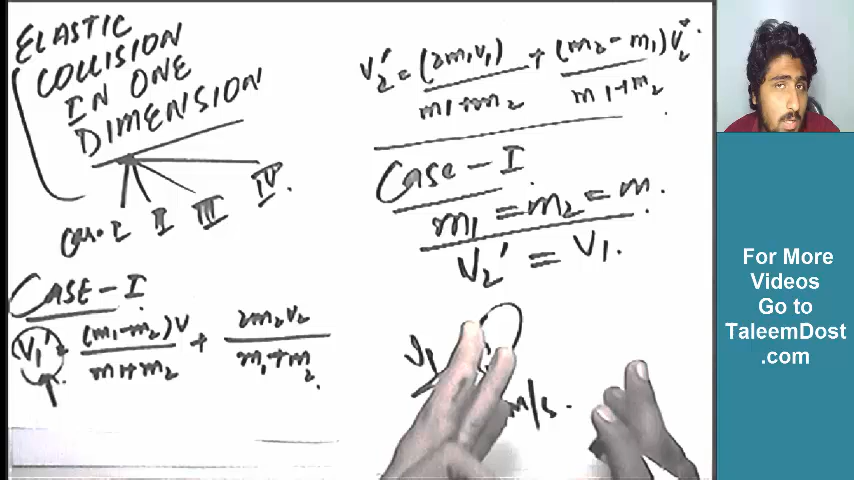 ELASTIC
COLLISION
IN ONE
DIMENSION
Case-I II III IV.
CASE-I
V₁' = (m₁-m₂)V / m1+m2 + 2m₂V₂ / m₁+m₂.
V₂' = (2m₁V₁) / m1+m2 + (m₂-m₁)V₂ / m1+m₂.
Case-I
m₁ = m₂ = m.
V₂' = V₁.
V₁
m/s.
For More
Videos
Go to
TaleemDost
.com